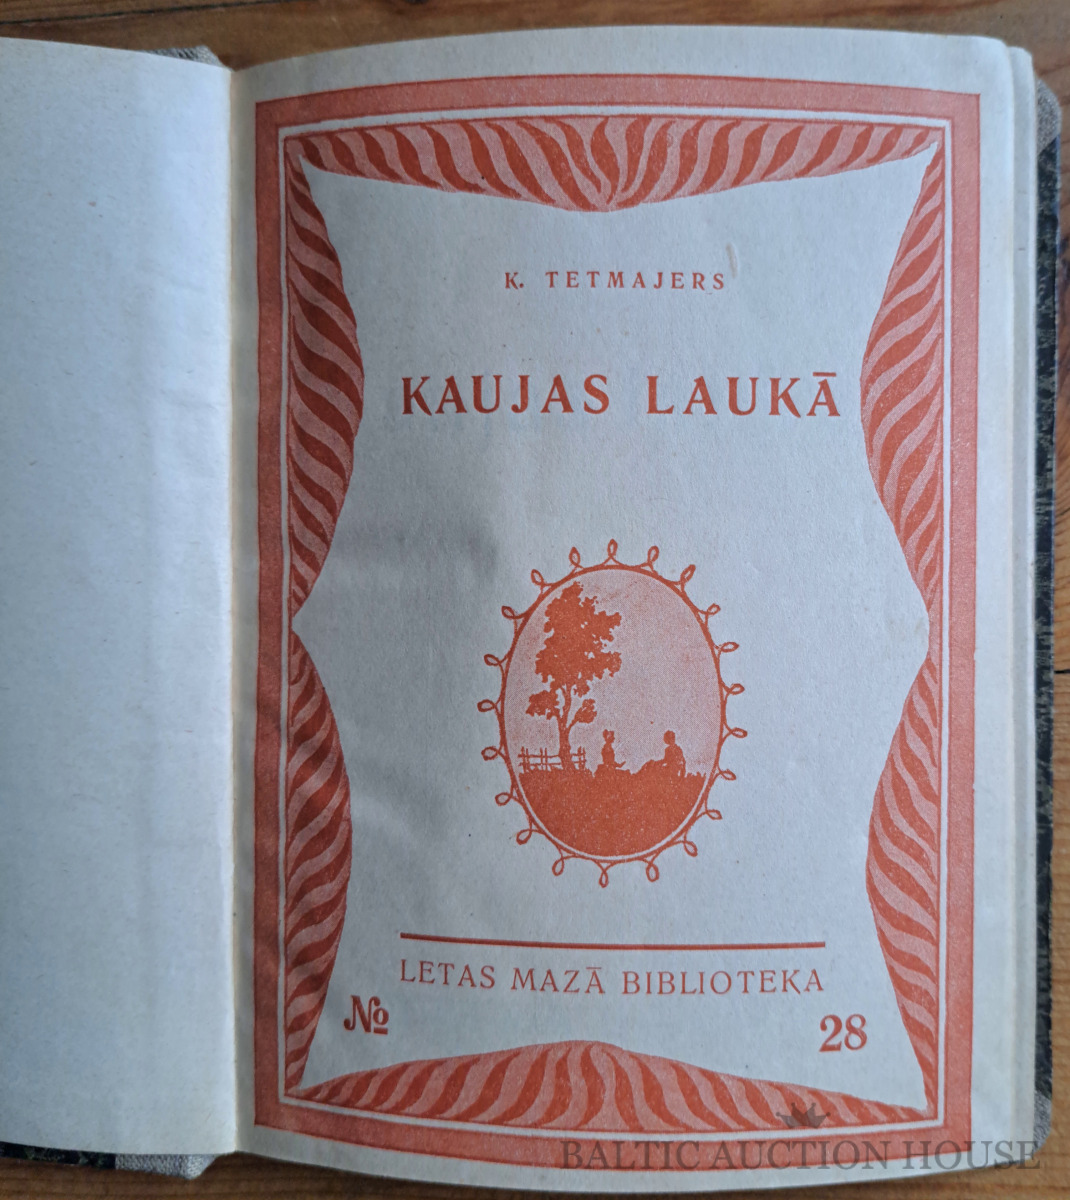 K. TETMAJERS
KAUJAS LAUKĀ
LETAS MAZĀ BIBLIOTEKA
№ 28
BALTIC AUCTION HOUSE